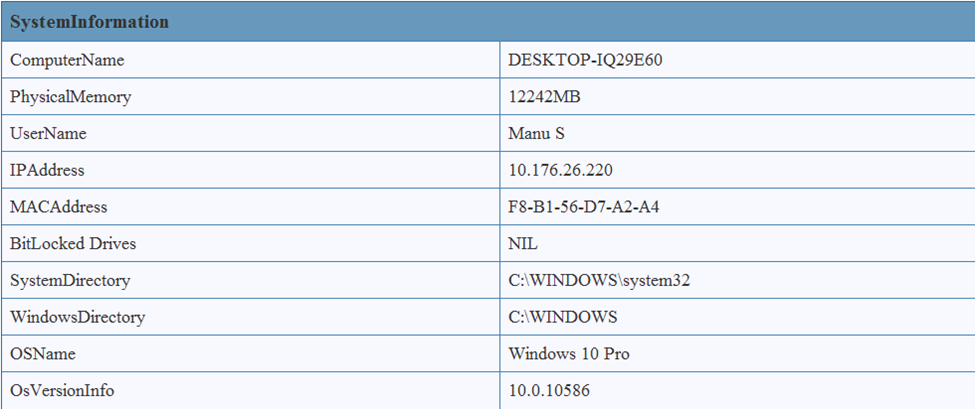 SystemInformation
ComputerName DESKTOP-IQ29E60
PhysicalMemory 12242MB
UserName Manu S
IPAddress 10.176.26.220
MACAddress F8-B1-56-D7-A2-A4
BitLocked Drives NIL
SystemDirectory C:\WINDOWS\system32
WindowsDirectory C:\WINDOWS
OSName Windows 10 Pro
OsVersionInfo 10.0.10586